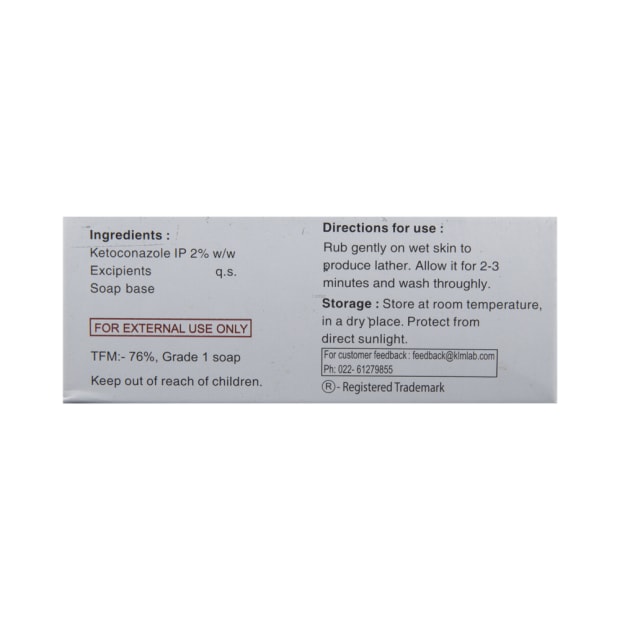 Ingredients :
Ketoconazole IP 2% w/w
Excipients q.s.
Soap base
FOR EXTERNAL USE ONLY
TFM:- 76%, Grade 1 soap
Keep out of reach of children.
Directions for use :
Rub gently on wet skin to
produce lather. Allow it for 2-3
minutes and wash throughly.
Storage : Store at room temperature,
in a dry place. Protect from
direct sunlight.
For customer feedback : feedback@klmlab.com
Ph: 022- 61279855
® - Registered Trademark